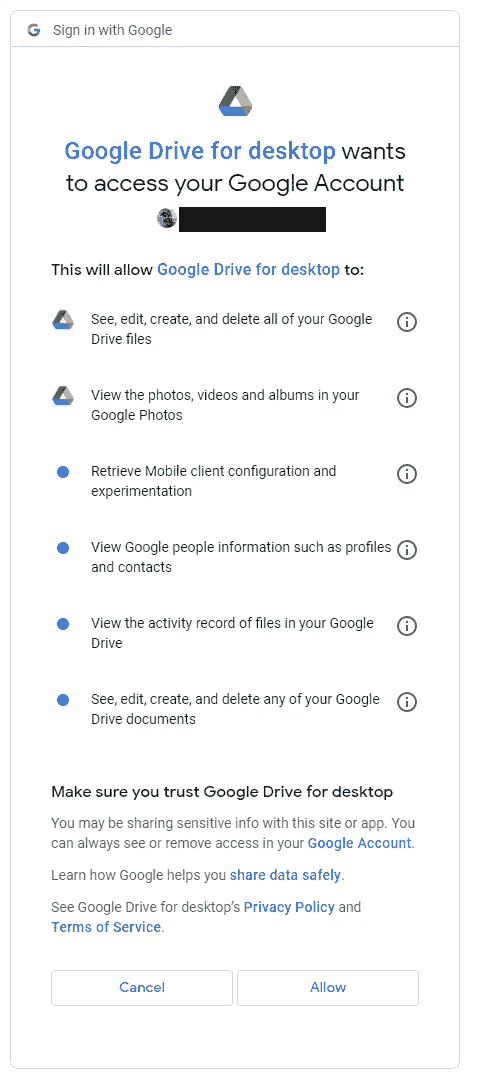 Sign in with Google
Google Drive for desktop wants
to access your Google Account
This will allow Google Drive for desktop to:
See, edit, create, and delete all of your Google
Drive files
View the photos, videos and albums in your
Google Photos
Retrieve Mobile client configuration and
experimentation
View Google people information such as profiles
and contacts
View the activity record of files in your Google
Drive
See, edit, create, and delete any of your Google
Drive documents
Make sure you trust Google Drive for desktop
You may be sharing sensitive info with this site or app. You
can always see or remove access in your Google Account.
Learn how Google helps you share data safely.
See Google Drive for desktop's Privacy Policy and
Terms of Service.
Cancel
Allow